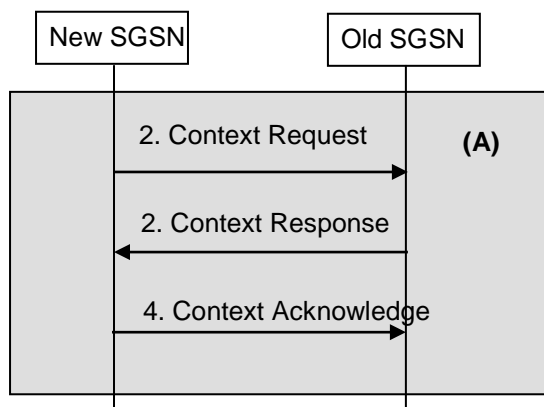 New SGSN
Old SGSN
2. Context Request
(A)
2. Context Response
4. Context Acknowledge